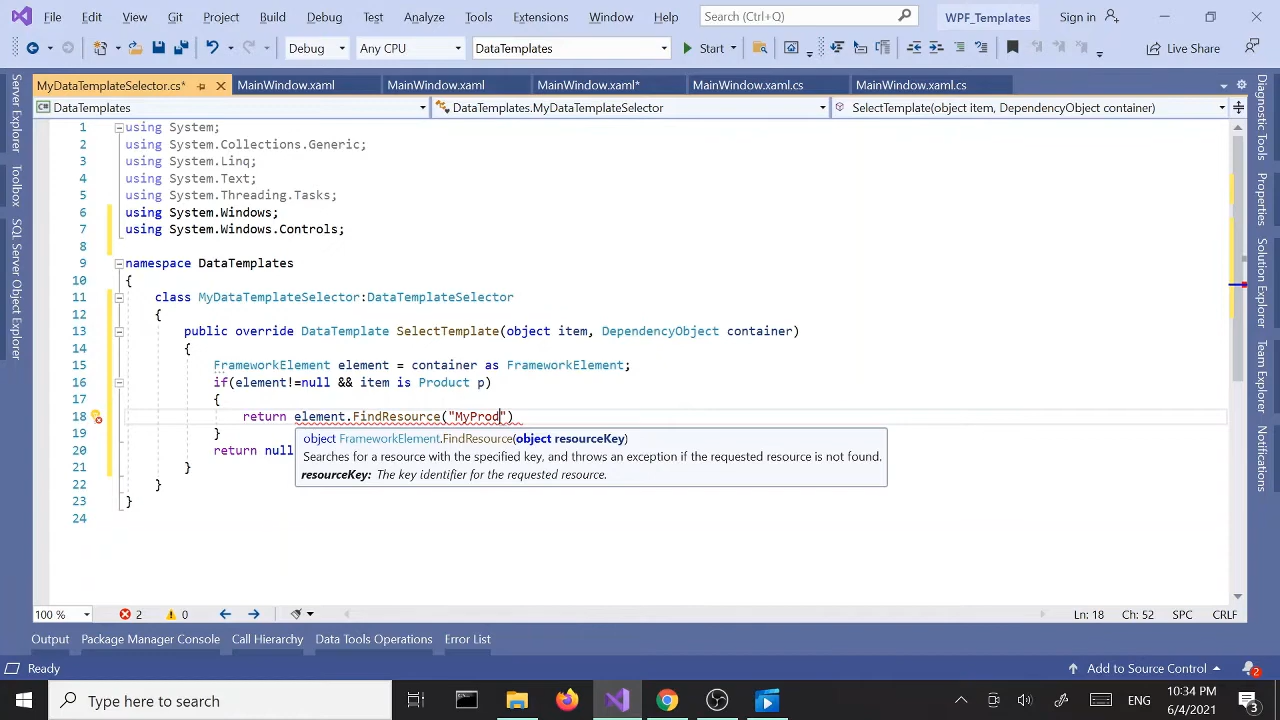 File Edit View Git Project Build Debug Test Analyze Tools Extensions Window Help Search (Ctrl+Q) WPF_Templates Sign in
Debug Any CPU DataTemplates Start Live Share
MyDataTemplateSelector.cs* MainWindow.xaml MainWindow.xaml MainWindow.xaml* MainWindow.xaml.cs MainWindow.xaml.cs
DataTemplates DataTemplates.MyDataTemplateSelector SelectTemplate(object item, DependencyObject container)
1 using System;
2 using System.Collections.Generic;
3 using System.Linq;
4 using System.Text;
5 using System.Threading.Tasks;
6 using System.Windows;
7 using System.Windows.Controls;
8
9 namespace DataTemplates
10 {
11 class MyDataTemplateSelector:DataTemplateSelector
12 {
13 public override DataTemplate SelectTemplate(object item, DependencyObject container)
14 {
15 FrameworkElement element = container as FrameworkElement;
16 if(element!=null && item is Product p)
17 {
18 return element.FindResource("MyProd")
19 }
20 return null
21 }
22 }
23 }
24
object FrameworkElement.FindResource(object resourceKey)
Searches for a resource with the specified key, and throws an exception if the requested resource is not found.
resourceKey: The key identifier for the requested resource.
Server Explorer
Toolbox
SQL Server Object Explorer
Diagnostic Tools
Properties
Solution Explorer
Team Explorer
Notifications
100 % 2 0 Ln: 18 Ch: 52 SPC CRLF
Output Package Manager Console Call Hierarchy Data Tools Operations Error List
Ready Add to Source Control 2
Type here to search ENG
:34 PM
6/4/2021
3